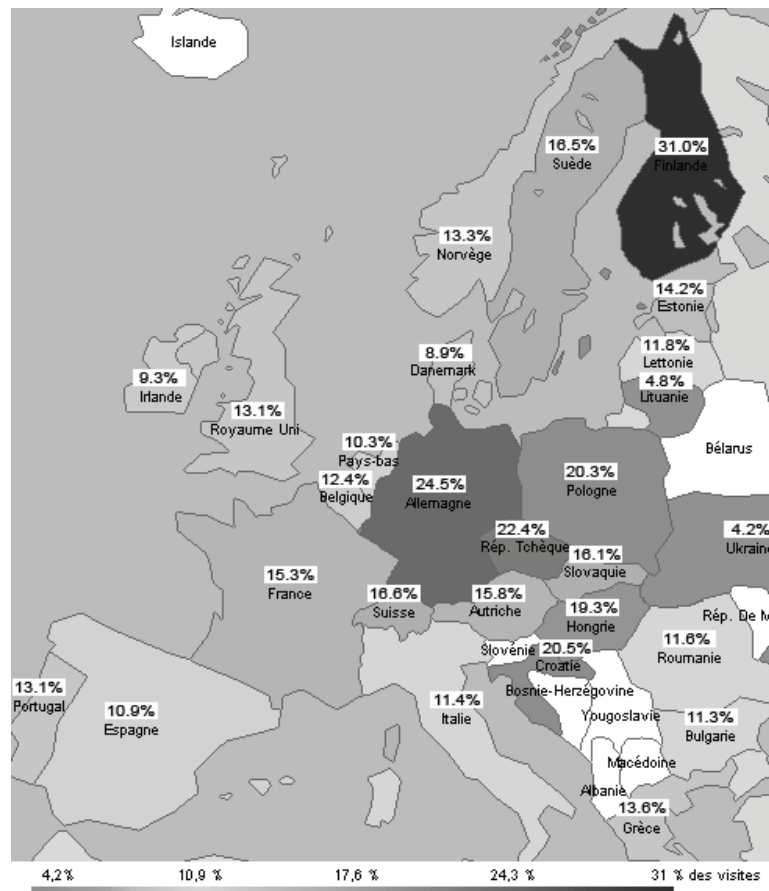 Islande
16.5%
Suède
31.0%
Finlande
13.3%
Norvège
14.2%
Estonie
11.8%
Lettonie
8.9%
Danemark
9.3%
Irlande
4.8%
Lituanie
13.1%
Royaume Uni
10.3%
Pays-bas
12.4%
Belgique
24.5%
Allemagne
20.3%
Pologne
Bélarus
22.4%
Rép. Tchèque
4.2%
Ukraine
16.1%
Slovaquie
15.3%
France
16.6%
Suisse
15.8%
Autriche
19.3%
Hongrie
Rép. De M
Slovénie
20.5%
Croatie
11.6%
Roumanie
13.1%
Portugal
10.9%
Espagne
11.4%
Italie
Bosnie-Herzégovine
Yougoslavie
11.3%
Bulgarie
Macédoine
Albanie
13.6%
Grèce
4,2% 10,9 % 17,6 % 24,3 % 31 % des visites